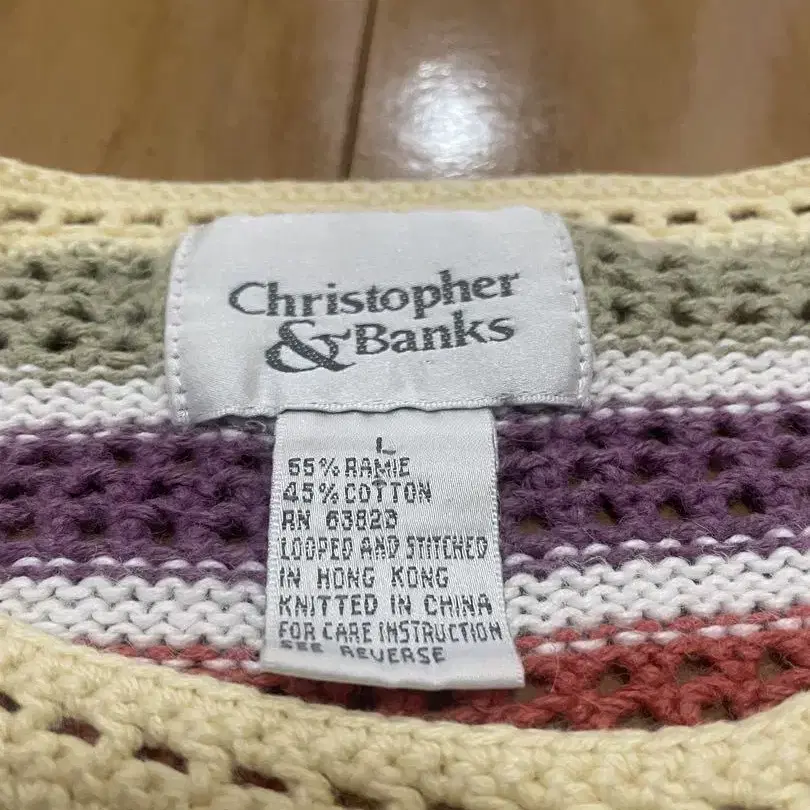 Christopher
& Banks
L
55% RAMIE
45% COTTON
RN 63823
LOOPED AND STITCHED
IN HONG KONG
KNITTED IN CHINA
FOR CARE INSTRUCTION
SEE REVERSE